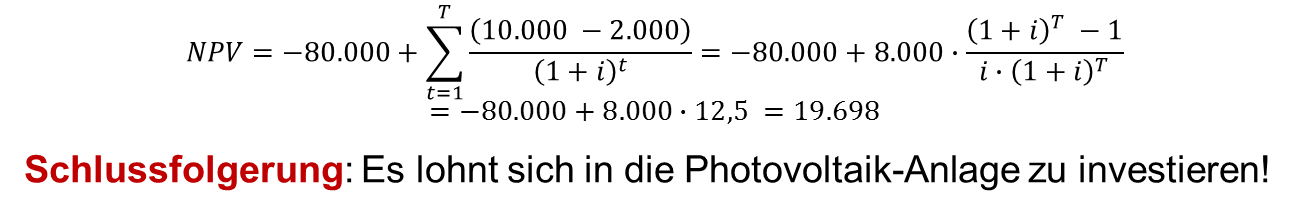 NPV = −80.000 + ∑_{t=1}^{T} (10.000 − 2.000)/(1 + i)^t = −80.000 + 8.000 · ((1 + i)^T − 1)/(i · (1 + i)^T)
= −80.000 + 8.000 · 12,5 = 19.698
Schlussfolgerung: Es lohnt sich in die Photovoltaik-Anlage zu investieren!